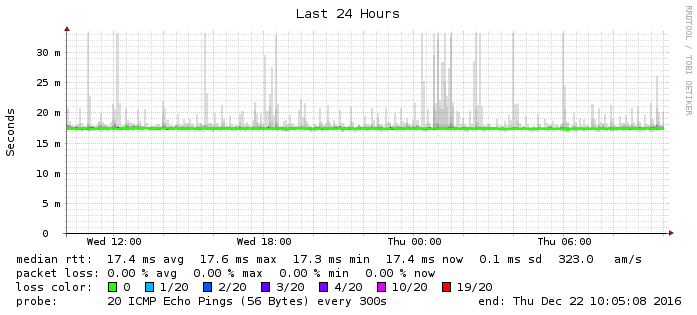 Last 24 Hours
RRDTOOL / TOBI OETIKER
Seconds
30 m
25 m
20 m
15 m
10 m
5 m
0
Wed 12:00 Wed 18:00 Thu 00:00 Thu 06:00
median rtt: 17.4 ms avg 17.6 ms max 17.3 ms min 17.4 ms now 0.1 ms sd 323.0 am/s
packet loss: 0.00 % avg 0.00 % max 0.00 % min 0.00 % now
loss color: 0 1/20 2/20 3/20 4/20 10/20 19/20
probe: 20 ICMP Echo Pings (56 Bytes) every 300s end: Thu Dec 22 10:05:08 2016